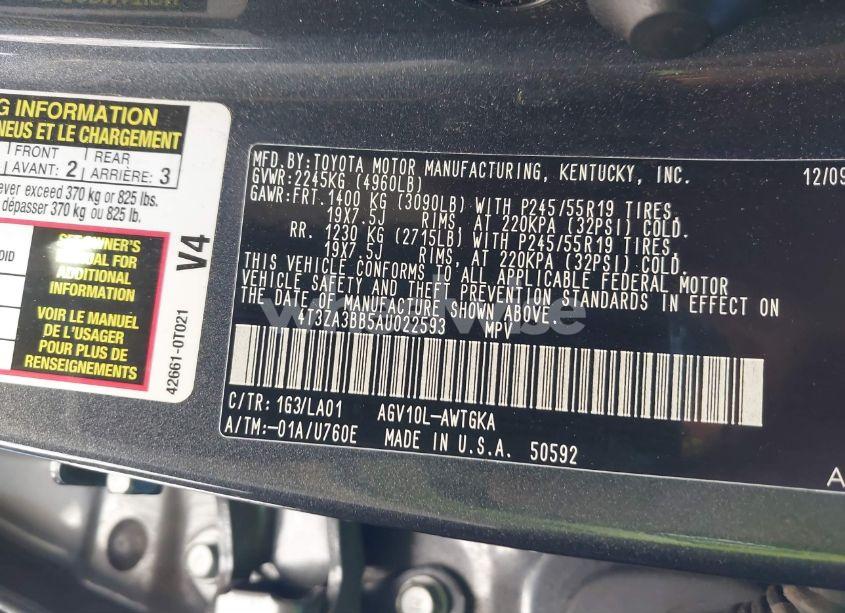 G INFORMATION
NEUS ET LE CHARGEMENT
FRONT
AVANT: 2
REAR
ARRIÈRE: 3
ever exceed 370 kg or 825 lbs.
dépasser 370 kg ou 825 lb.
SEE OWNER'S
MANUAL FOR
ADDITIONAL
INFORMATION
VOIR LE MANUEL
DE L'USAGER
POUR PLUS DE
RENSEIGNEMENTS
V4
42661-0T021
MFD.BY:TOYOTA MOTOR MANUFACTURING, KENTUCKY, INC. 12/09
GVWR:2245KG (4960LB)
GAWR:FRT.1400 KG (3090LB) WITH P245/55R19 TIRES,
19X7.5J RIMS, AT 220KPA (32PSI) COLD.
RR. 1230 KG (2715LB) WITH P245/55R19 TIRES,
19X7.5J RIMS, AT 220KPA (32PSI) COLD.
THIS VEHICLE CONFORMS TO ALL APPLICABLE FEDERAL MOTOR
VEHICLE SAFETY AND THEFT PREVENTION STANDARDS IN EFFECT ON
THE DATE OF MANUFACTURE SHOWN ABOVE.
4T3ZA3BB5AU022593 MPV
C/TR: 1G3/LA01 AGV10L-AWTGKA
A/TM:-01A/U760E MADE IN U.S.A. 50592